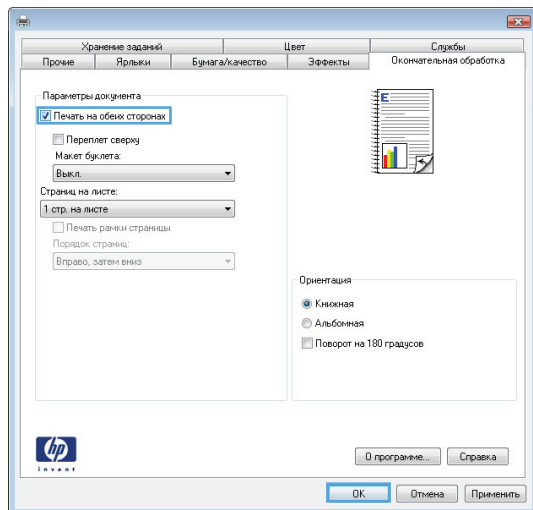 Хранение заданий Цвет Службы
Прочие Ярлыки Бумага/качество Эффекты Окончательная обработка
Параметры документа
Печать на обеих сторонах
Переплет сверху
Макет буклета:
Выкл.
Страниц на листе:
1 стр. на листе
Печать рамки страницы
Порядок страниц:
Вправо, затем вниз
E
Ориентация
Книжная
Альбомная
Поворот на 180 градусов
hp
invent
О программе... Справка
OK Отмена Применить